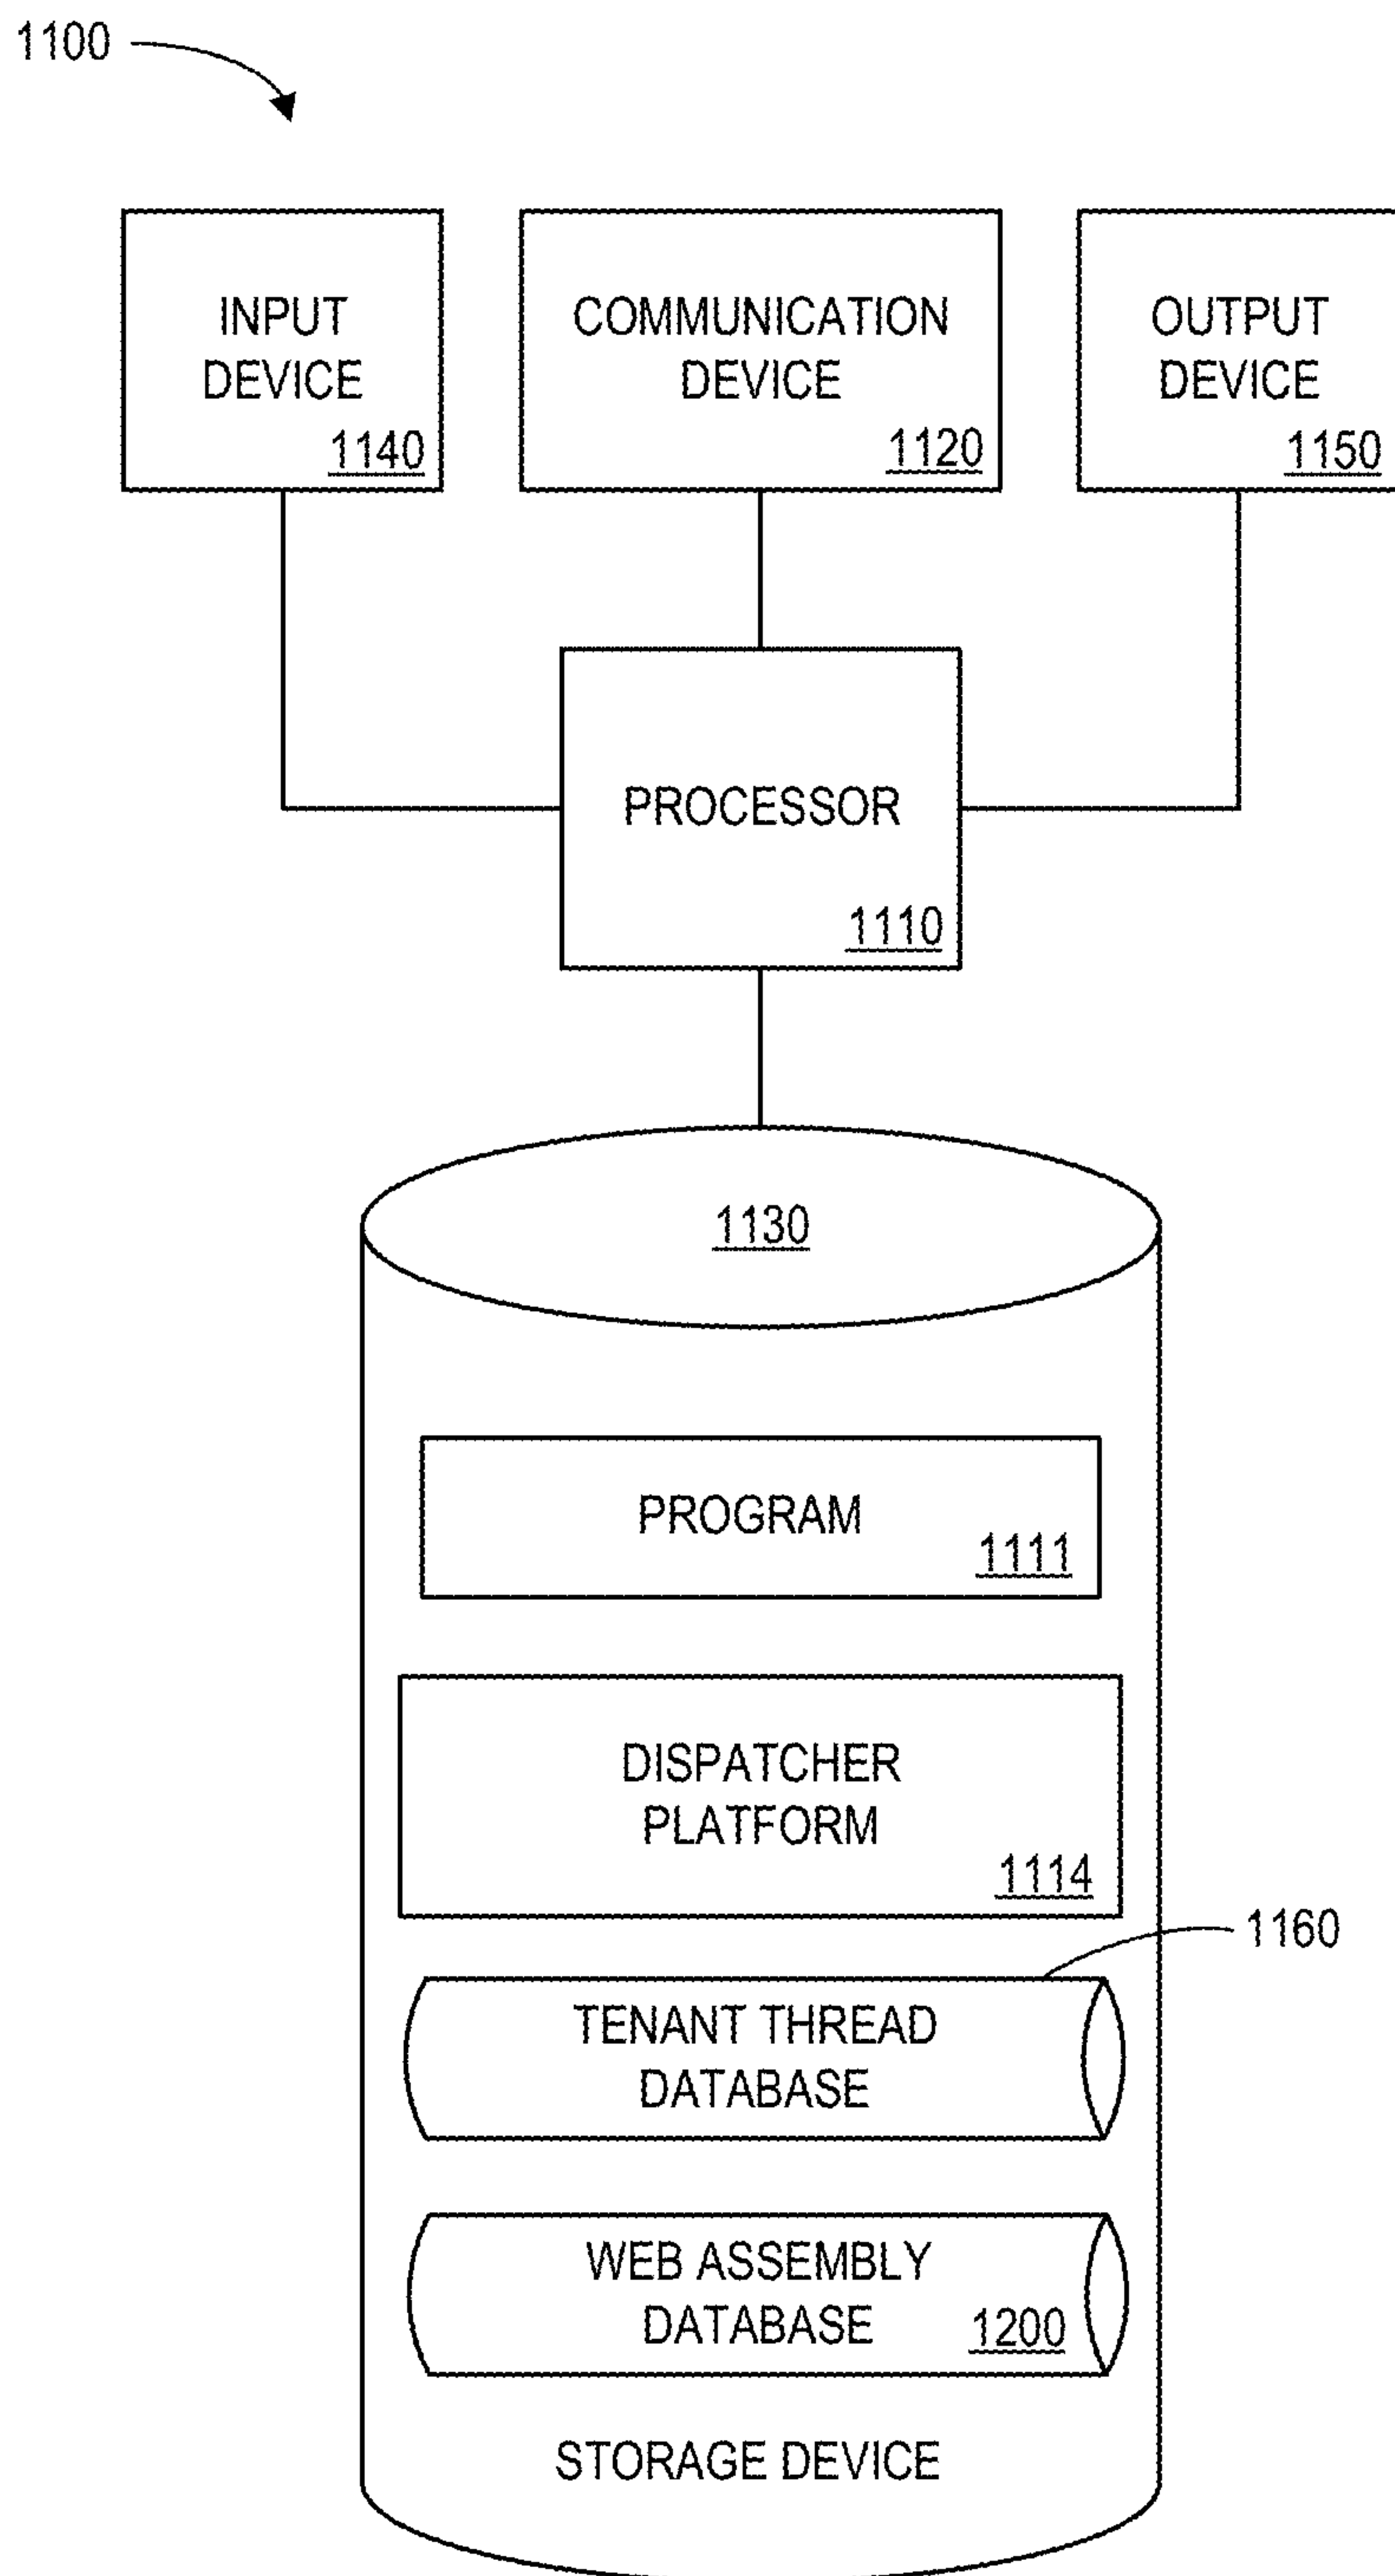 1100
INPUT
DEVICE
1140
COMMUNICATION
DEVICE
1120
OUTPUT
DEVICE
1150
PROCESSOR
1110
1130
PROGRAM
1111
DISPATCHER
PLATFORM
1114
1160
TENANT THREAD
DATABASE
WEB ASSEMBLY
DATABASE
1200
STORAGE DEVICE